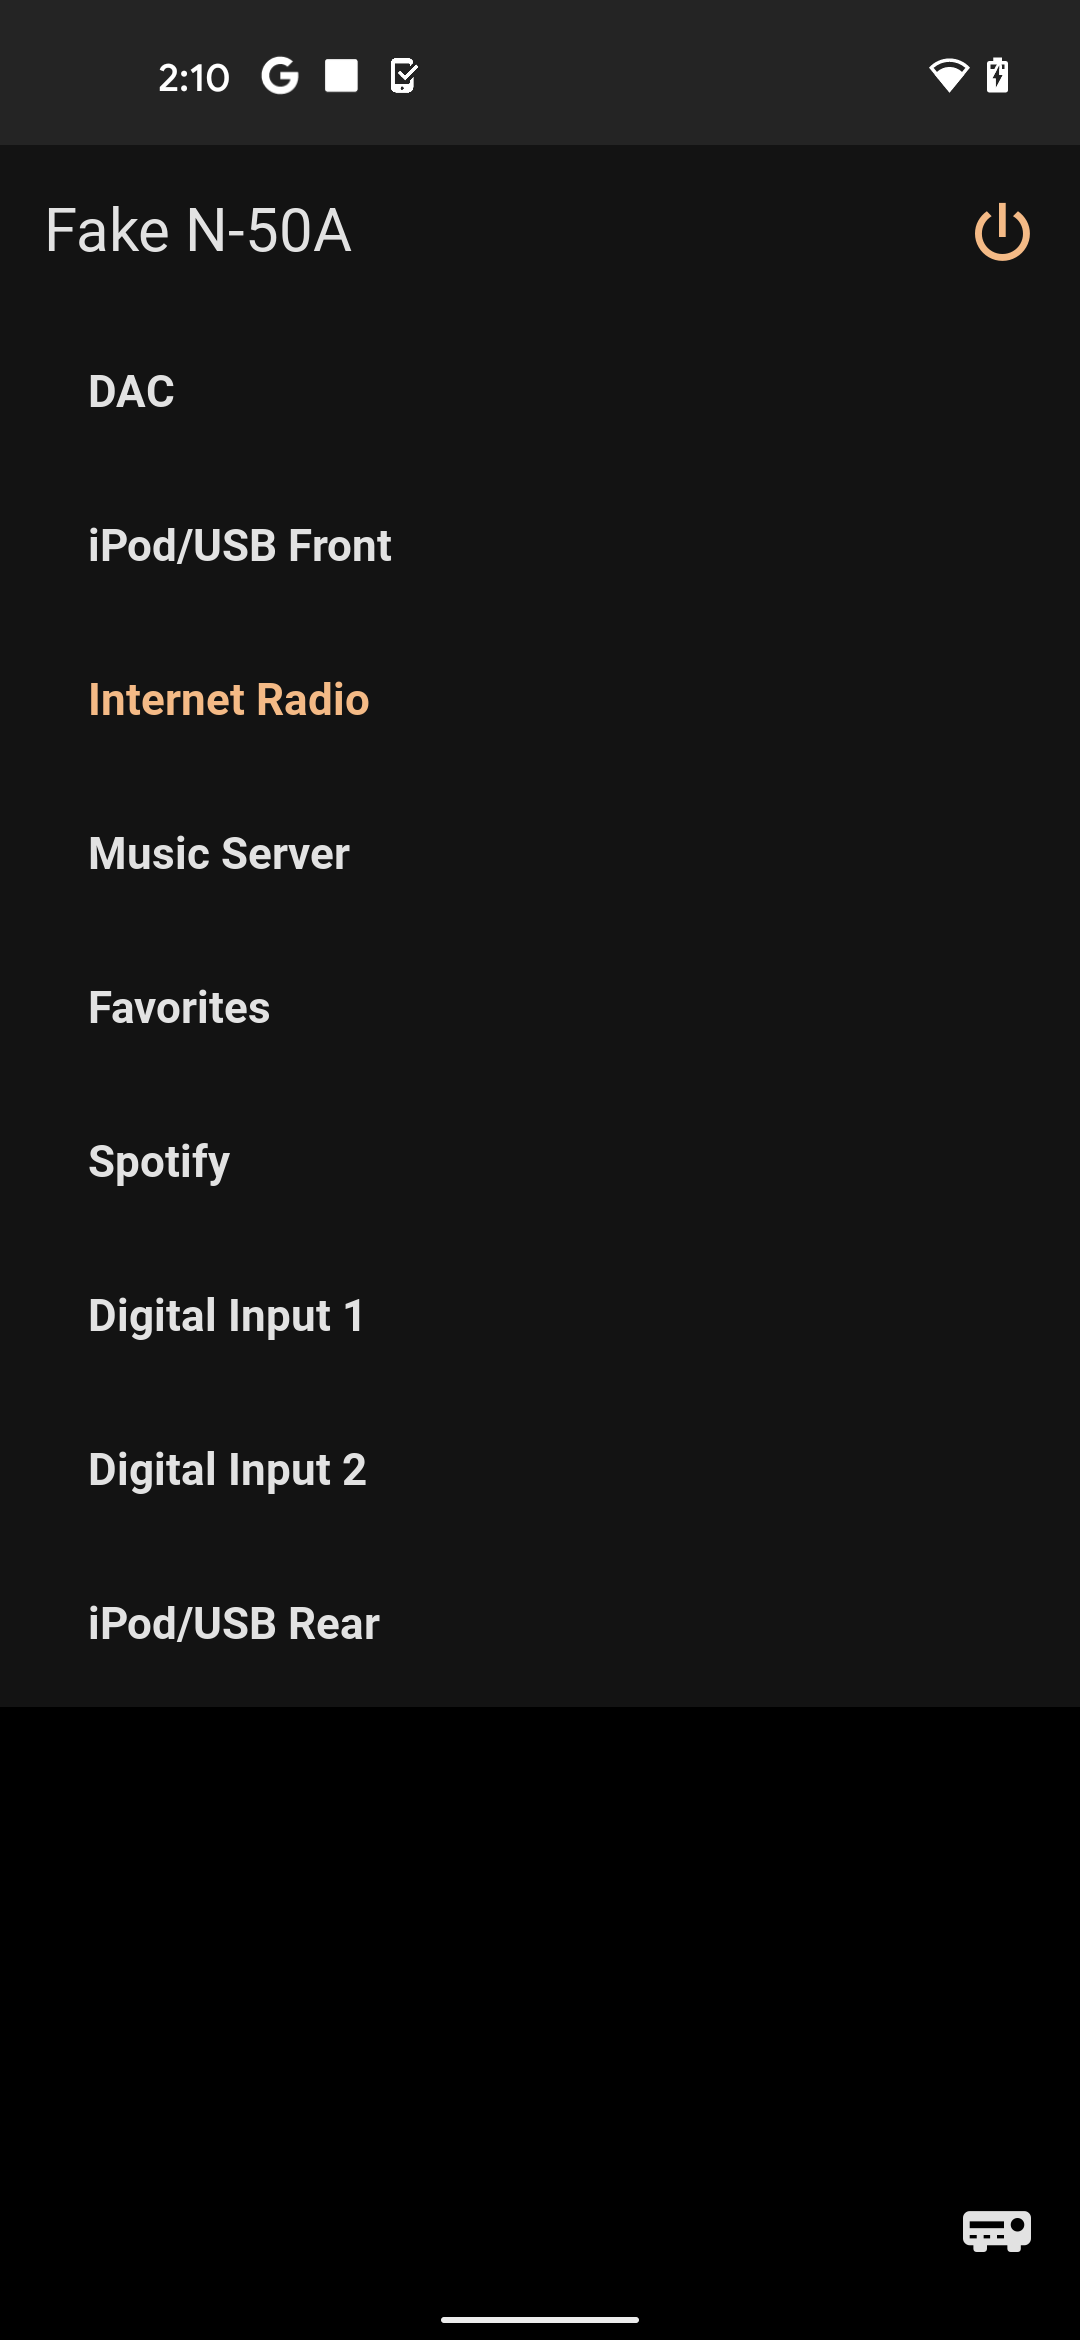 2:10
Fake N-50A
DAC
iPod/USB Front
Internet Radio
Music Server
Favorites
Spotify
Digital Input 1
Digital Input 2
iPod/USB Rear